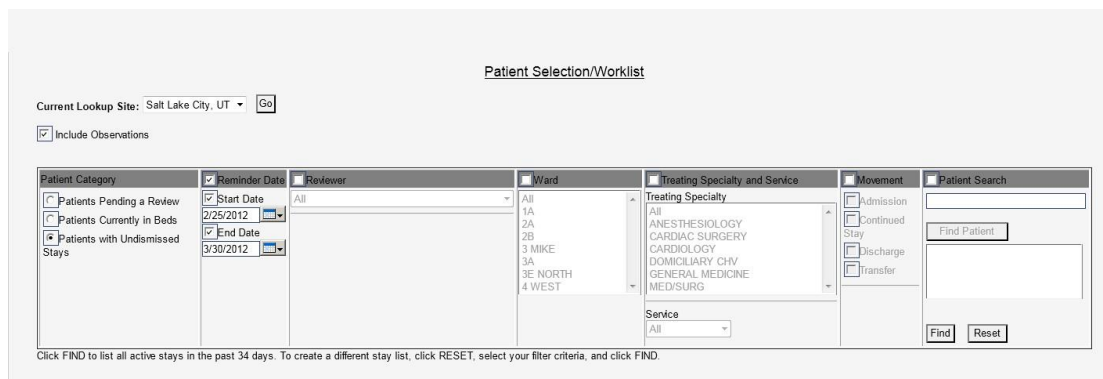 Patient Selection/Worklist
Current Lookup Site: Salt Lake City, UT Go
Include Observations
Patient Category
Patients Pending a Review
Patients Currently in Beds
Patients with Undismissed
Stays
Reminder Date
Start Date
2/25/2012
End Date
3/30/2012
Reviewer
All
Ward
All
1A
2A
2B
3 MIKE
3A
3E NORTH
4 WEST
Treating Specialty and Service
Treating Specialty
All
ANESTHESIOLOGY
CARDIAC SURGERY
CARDIOLOGY
DOMICILIARY CHV
GENERAL MEDICINE
MED/SURG
Service
All
Movement
Admission
Continued
Stay
Discharge
Transfer
Patient Search
Find Patient
Find Reset
Click FIND to list all active stays in the past 34 days. To create a different stay list, click RESET, select your filter criteria, and click FIND.